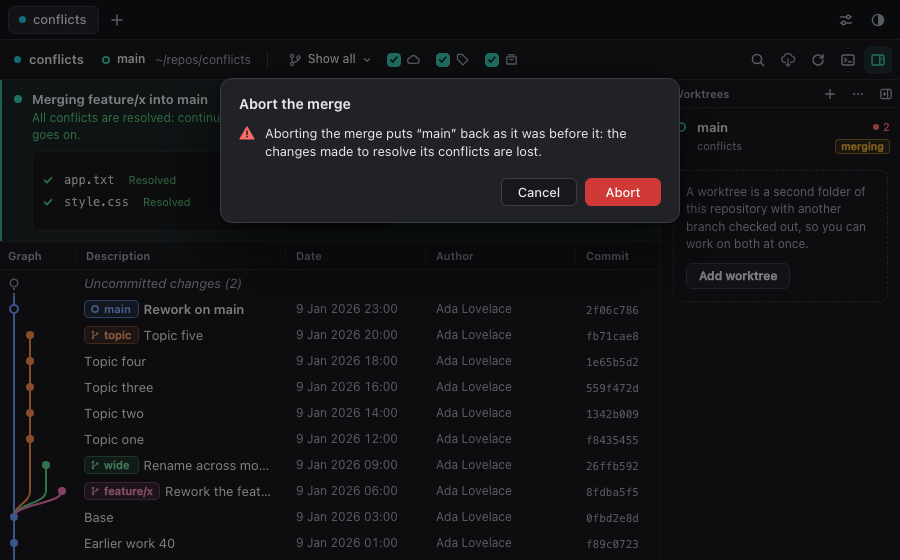 conflicts
conflicts main ~/repos/conflicts Show all
Merging feature/x into main
All conflicts are resolved: continu
goes on.
app.txt Resolved
style.css Resolved
Abort the merge
Aborting the merge puts “main” back as it was before it: the
changes made to resolve its conflicts are lost.
Cancel Abort
Worktrees
main 2
conflicts merging
A worktree is a second folder of
this repository with another
branch checked out, so you can
work on both at once.
Add worktree
Graph Description Date Author Commit
Uncommitted changes (2)
main Rework on main 9 Jan 2026 23:00 Ada Lovelace 2f06c786
topic Topic five 9 Jan 2026 20:00 Ada Lovelace fb71cae8
Topic four 9 Jan 2026 18:00 Ada Lovelace 1e65b5d2
Topic three 9 Jan 2026 16:00 Ada Lovelace 559f472d
Topic two 9 Jan 2026 14:00 Ada Lovelace 1342b009
Topic one 9 Jan 2026 12:00 Ada Lovelace f8435455
wide Rename across mo... 9 Jan 2026 09:00 Ada Lovelace 26ffb592
feature/x Rework the feat... 9 Jan 2026 06:00 Ada Lovelace 8fdba5f5
Base 9 Jan 2026 03:00 Ada Lovelace 0fbd2e8d
Earlier work 40 9 Jan 2026 01:00 Ada Lovelace f89c0723